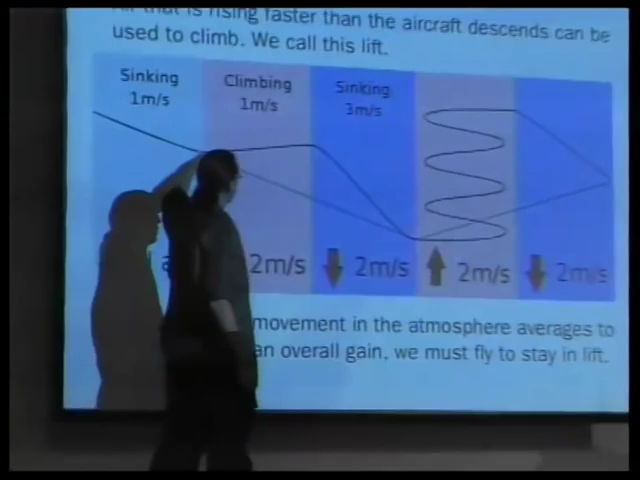 is rising faster than the aircraft descends can be
used to climb. We call this lift.
Sinking
1m/s
Climbing
1m/s
Sinking
3m/s
2m/s
2m/s
2m/s
2m/s
movement in the atmosphere averages to
an overall gain, we must fly to stay in lift.